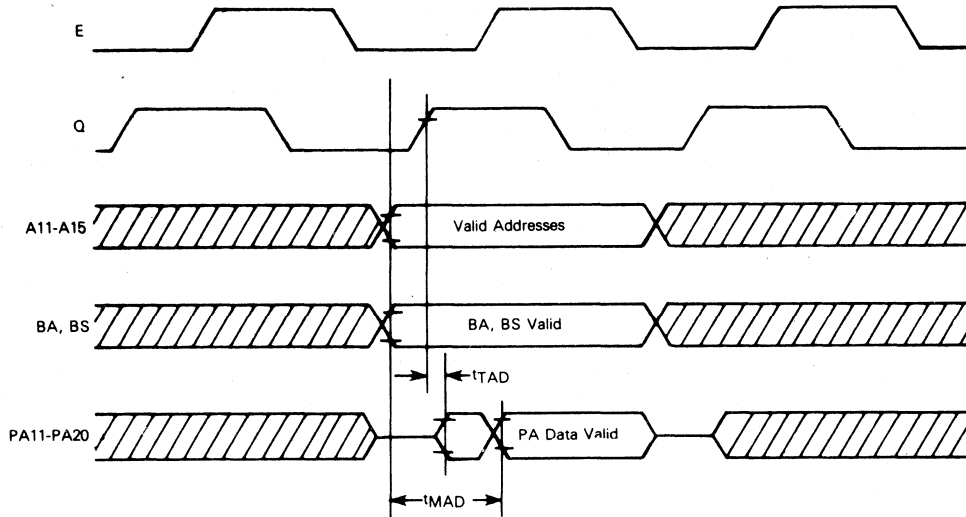 E
Q
A11-A15
Valid Addresses
BA, BS
BA, BS Valid
tTAD
PA11-PA20
PA Data Valid
tMAD